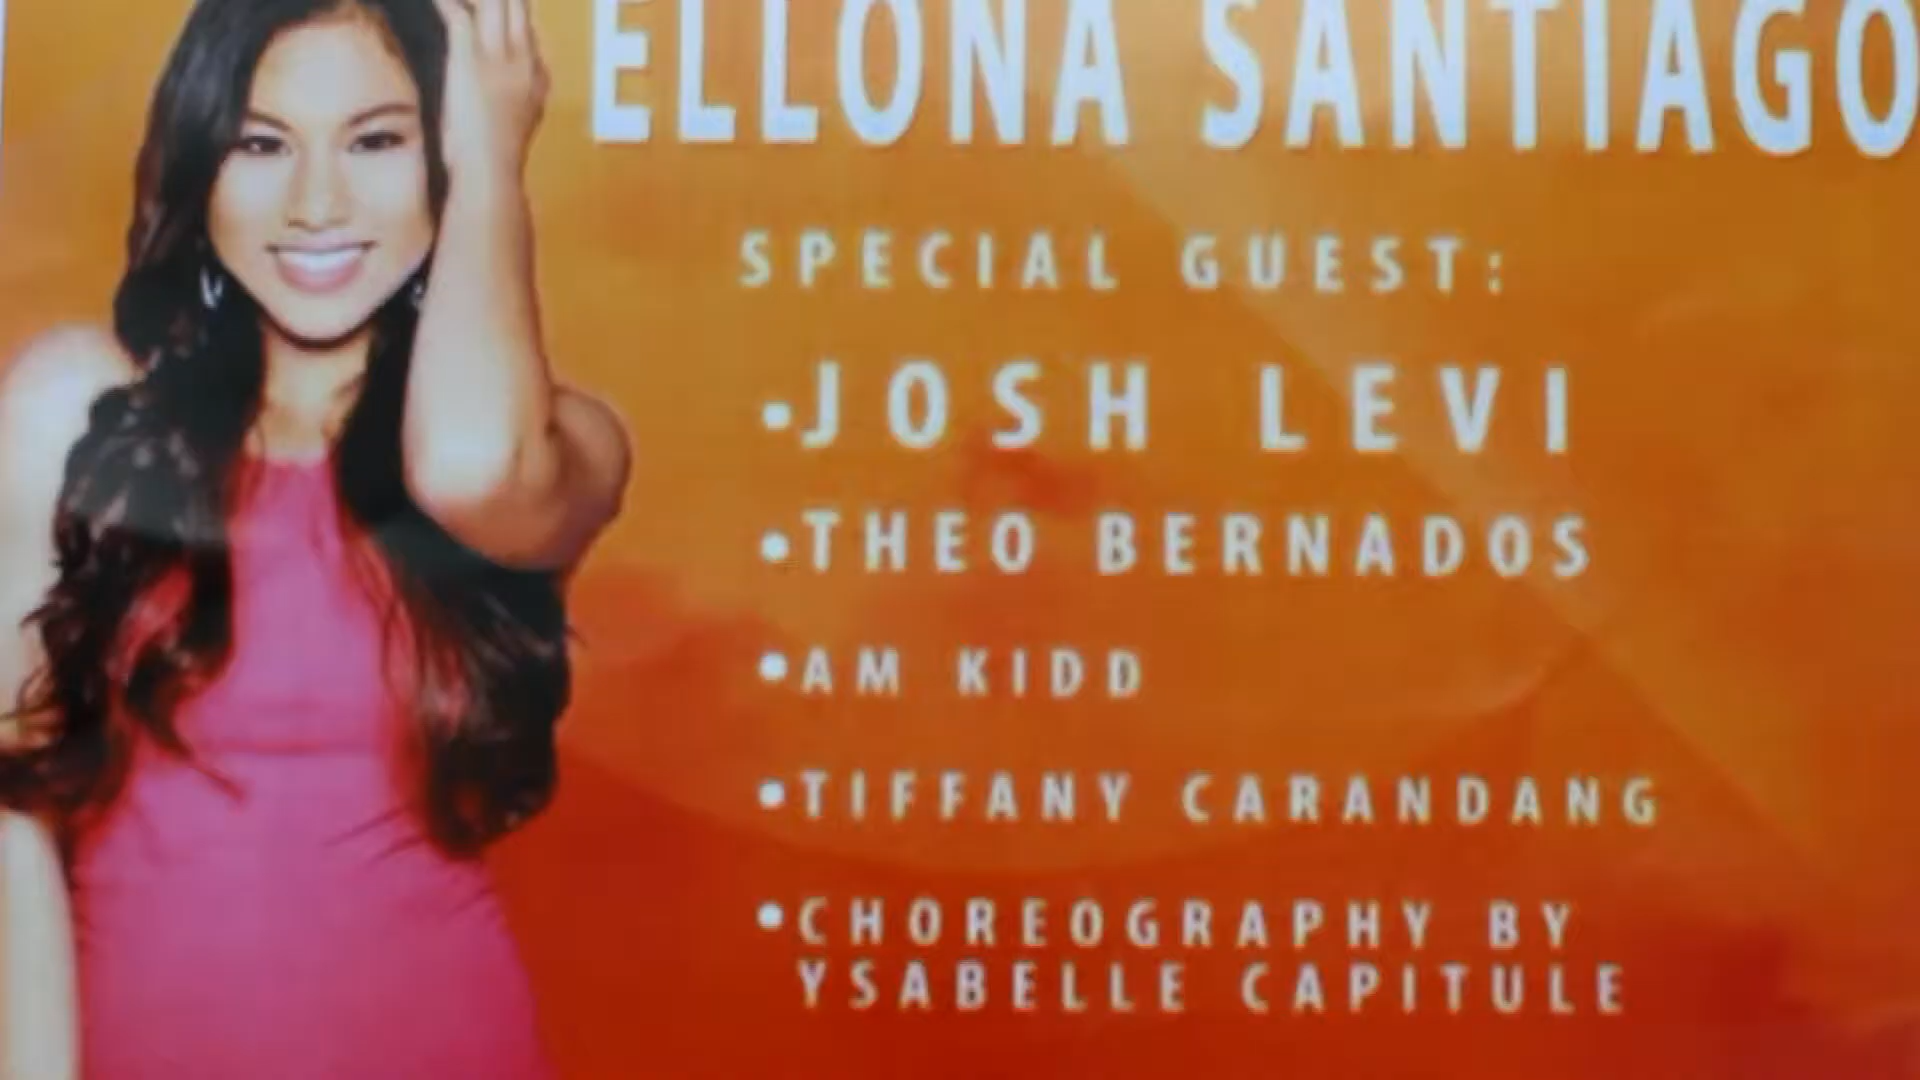 ELLONA SANTIAGO
SPECIAL GUEST:
•JOSH LEVI
•THEO BERNADOS
•AM KIDD
•TIFFANY CARANDANG
•CHOREOGRAPHY BY
YSABELLE CAPITULE